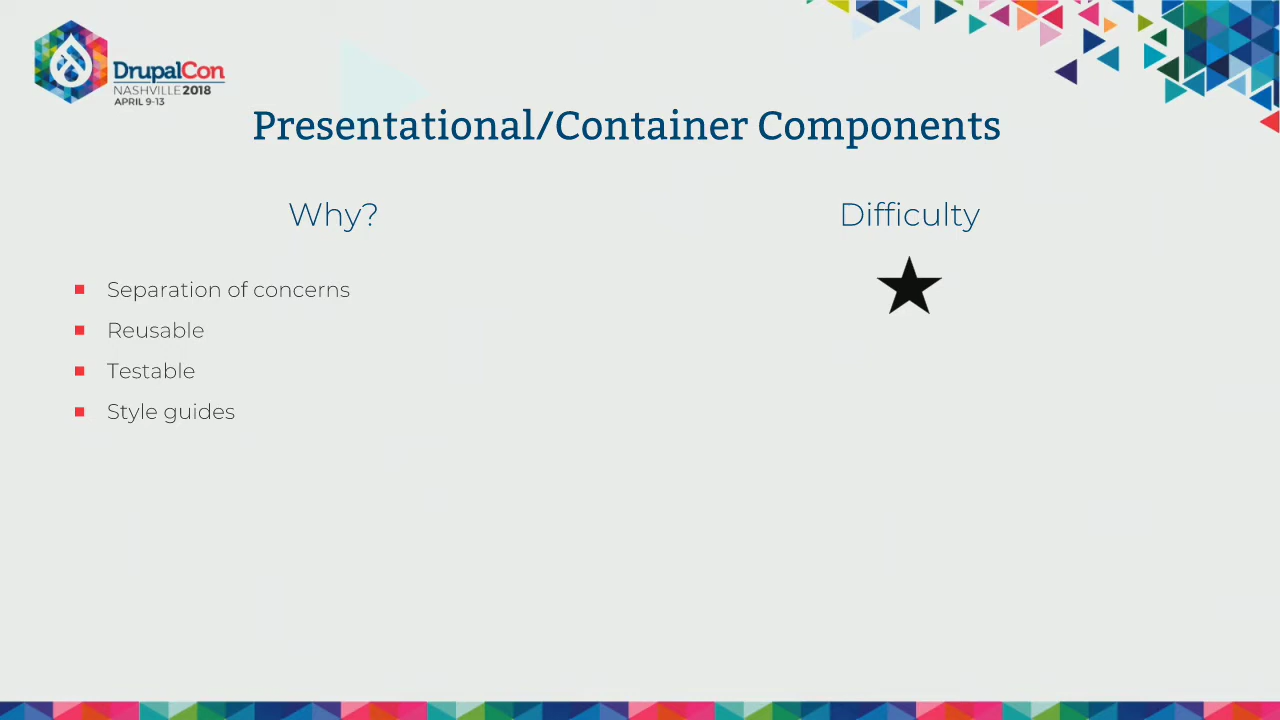 DrupalCon
NASHVILLE 2018
APRIL 9-13
Presentational/Container Components
Why?
Separation of concerns
Reusable
Testable
Style guides
Difficulty